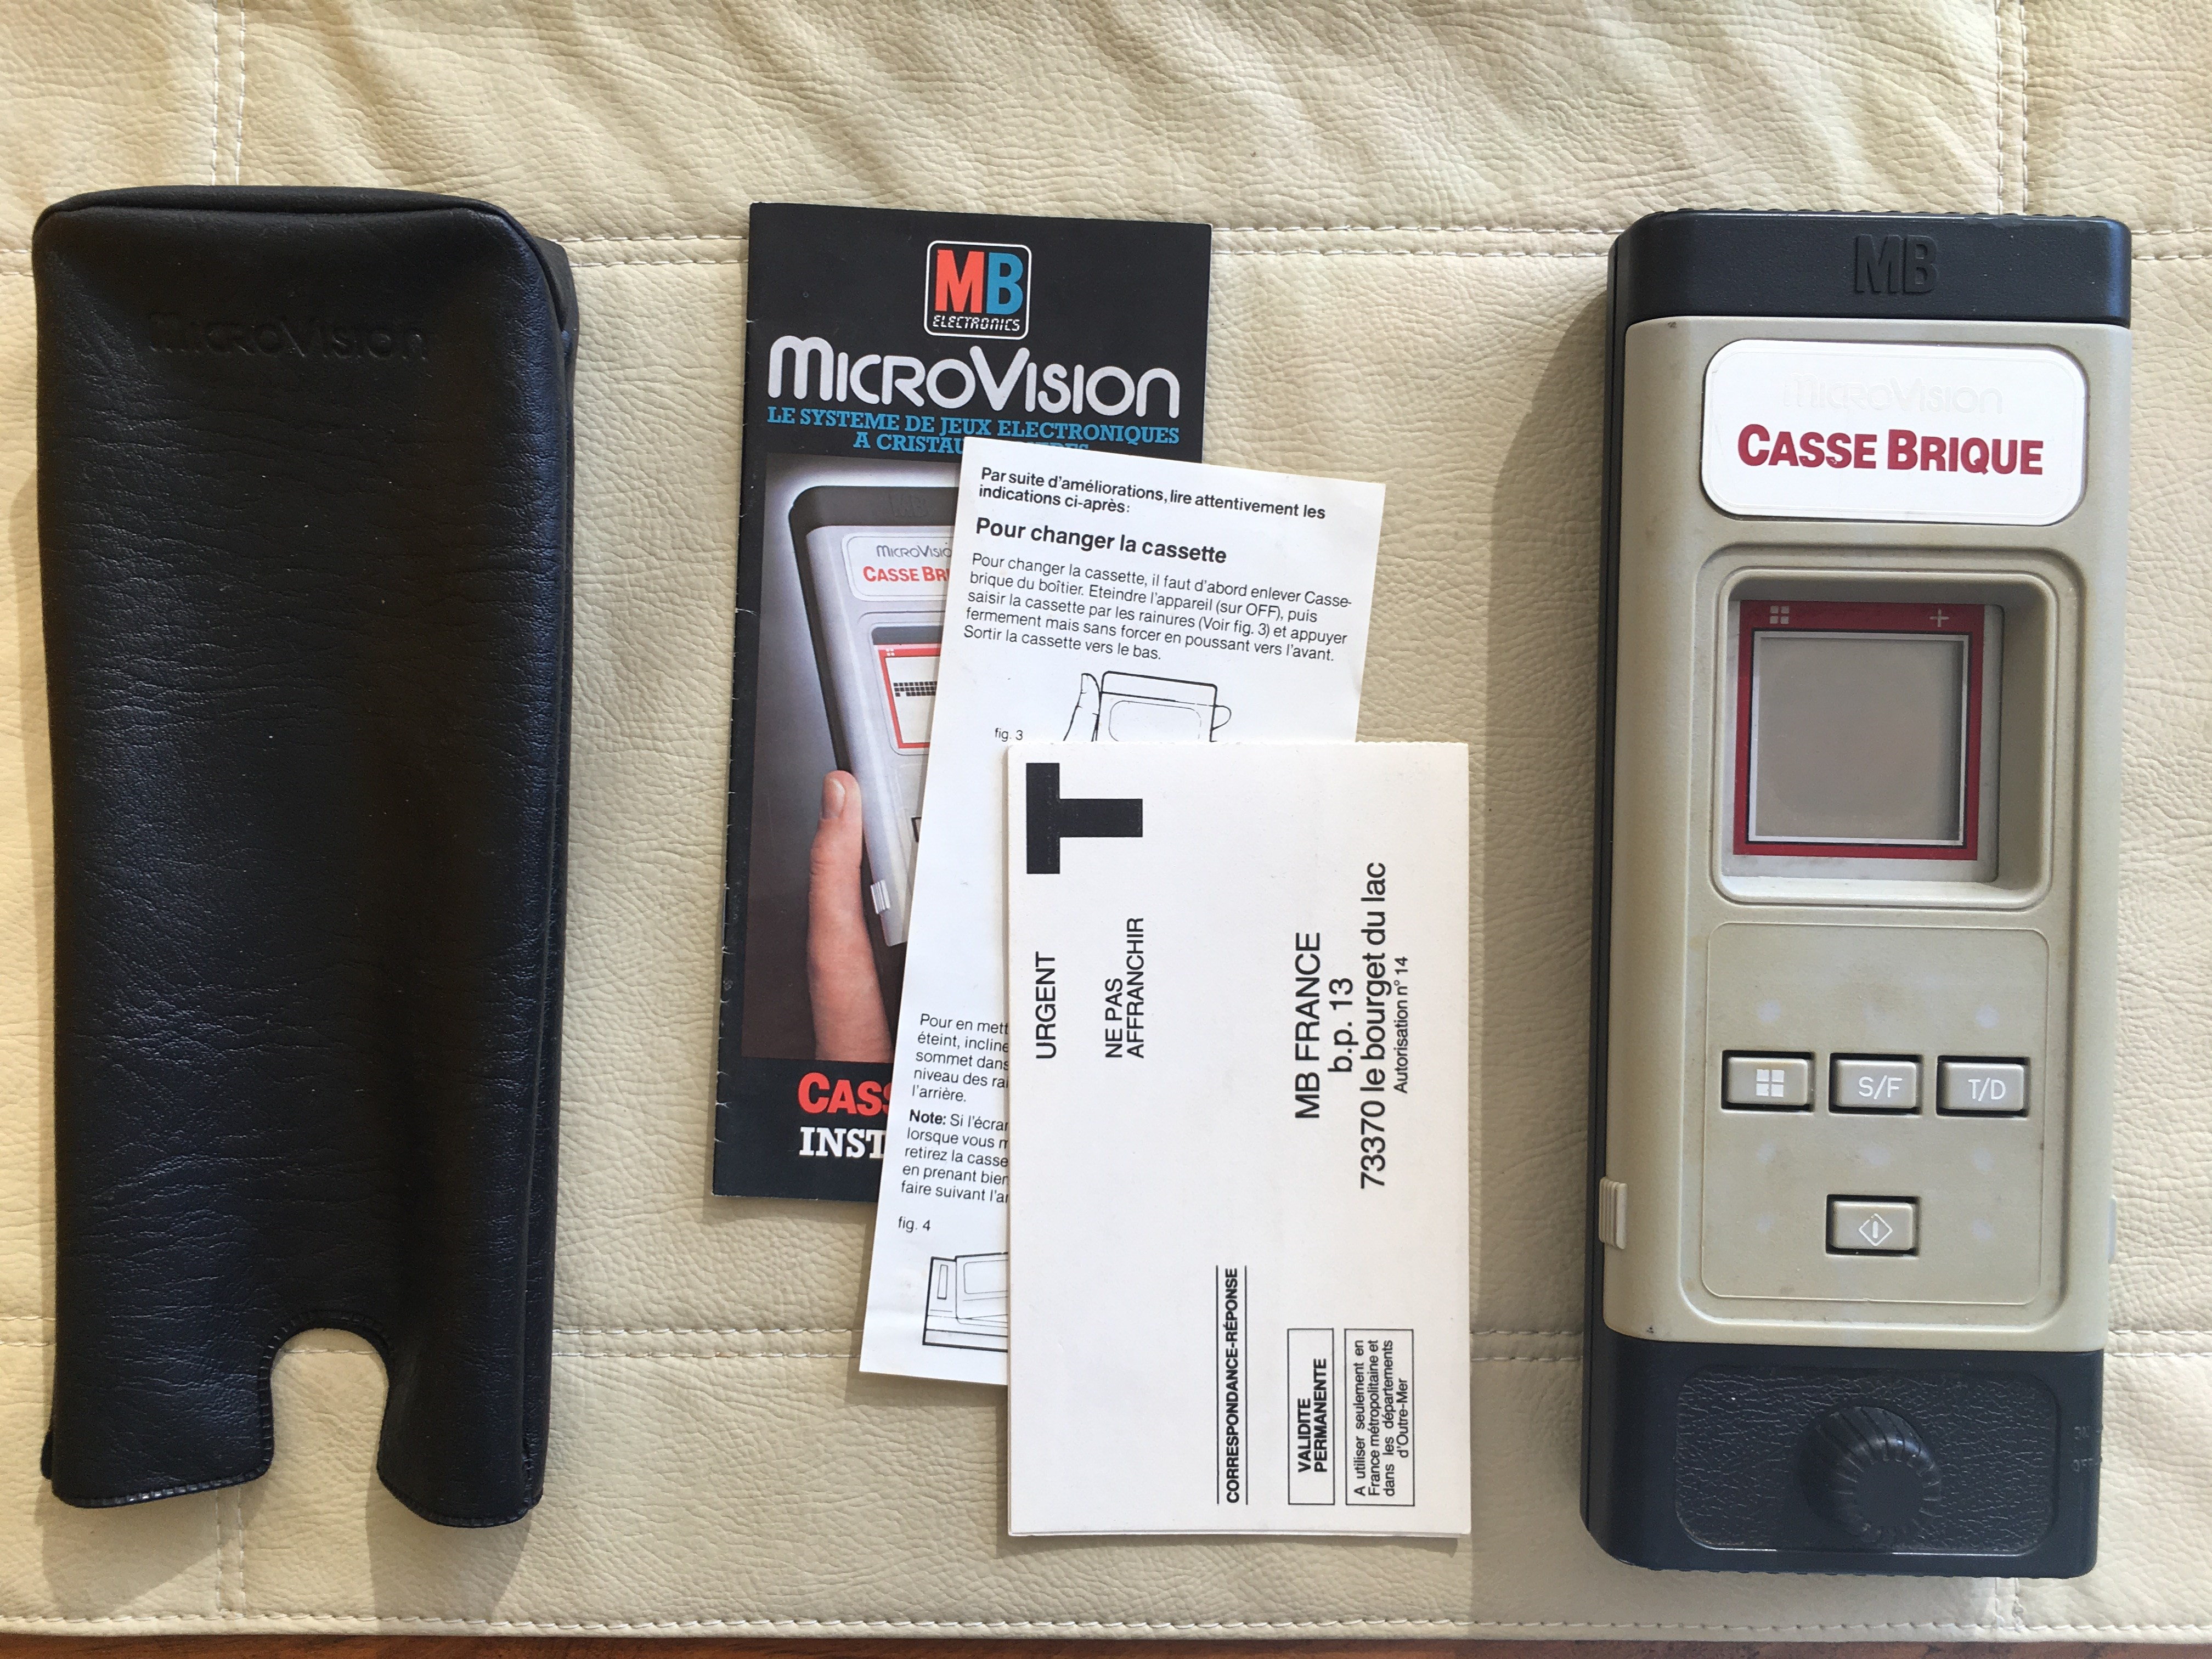 MicroVision
MB
ELECTRONICS
MicroVision
LE SYSTEME DE JEUX ELECTRONIQUES
A
MB
MicroVisio
CASSE BRI
CAS
INST
Par suite d'améliorations, lire attentivement les
indications ci-après:
Pour changer la cassette
Pour changer la cassette, il faut d'abord enlever Casse-
brique du boîtier. Eteindre l'appareil (sur OFF), puis
saisir la cassette par les rainures (Voir fig. 3) et appuyer
fermement mais sans forcer en poussant vers l'avant.
Sortir la cassette vers le bas.
fig. 3
Pour en mett
éteint, incline
sommet dans
niveau des rai
l'arrière.
Note: Si l'écran
lorsque vous m
retirez la casse
en prenant bien
faire suivant l'ar
fig. 4
T
URGENT
NE PAS
AFFRANCHIR
MB FRANCE
b.p. 13
73370 le bourget du lac
Autorisation n° 14
CORRESPONDANCE-RÉPONSE
VALIDITE
PERMANENTE
A utiliser seulement en
France métropolitaine et
dans les départements
d'Outre-Mer
MB
MicroVision
CASSE BRIQUE
S/F
T/D
ON
OFF